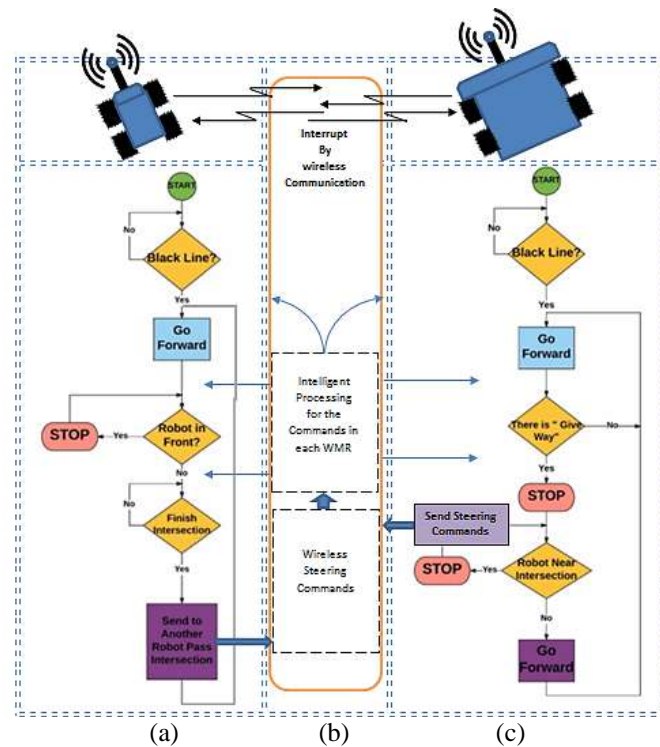 Interrupt
By
wireless
Communication
START
Black Line?
No
Yes
Go
Forward
Robot in
Front?
Yes
STOP
No
Finish
Intersection
No
Yes
Send to
Another
Robot Pass
Intersection
Intelligent
Processing
for the
Commands in
each WMR
Wireless
Steering
Commands
START
Black Line?
No
Yes
Go
Forward
There is " Give
Way"
No
Yes
STOP
Send Steering
Commands
Robot Near
Intersection
Yes
STOP
No
Go
Forward
(a)
(b)
(c)